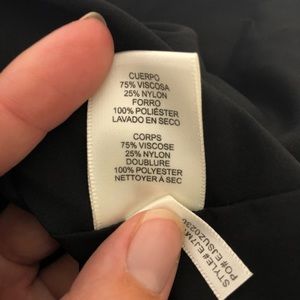 CUERPO
75% VISCOSA
25% NYLON
FORRO
100% POLIÉSTER
LAVADO EN SECO
CORPS
75% VISCOSE
25% NYLON
DOUBLURE
100% POLYESTER
NETTOYER À SEC